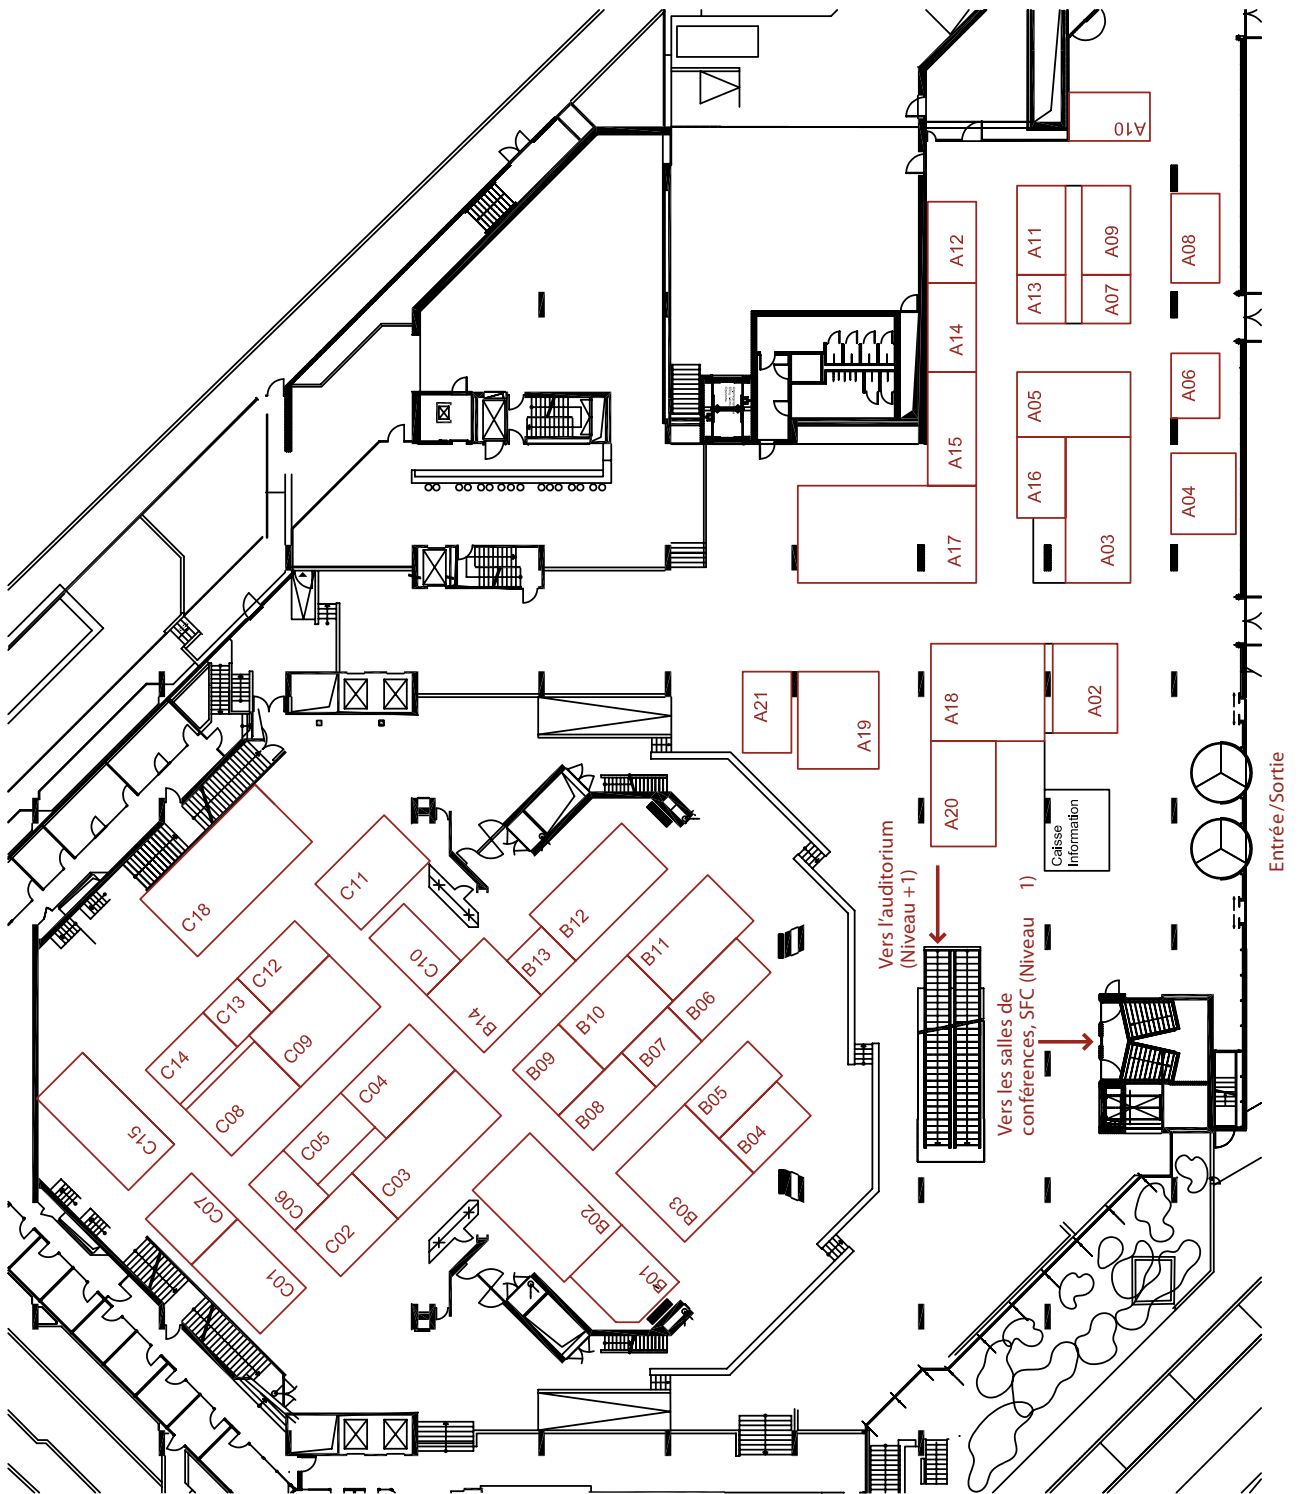 A10
A12
A11
A09
A08
A13
A07
A14
A06
A05
A15
A16
A04
A17
A03
A21
A19
A18
A02
A20
Caisse
Information
Entrée/Sortie
Vers l'auditorium
(Niveau +1)
Vers les salles de
conférences, SFC (Niveau 1)
C18
C11
C10
C12
C13
C14
C09
C08
C15
C04
C05
C06
C03
C02
C07
C01
B12
B13
B14
B11
B10
B06
B09
B07
B08
B05
B04
B03
B02
B01